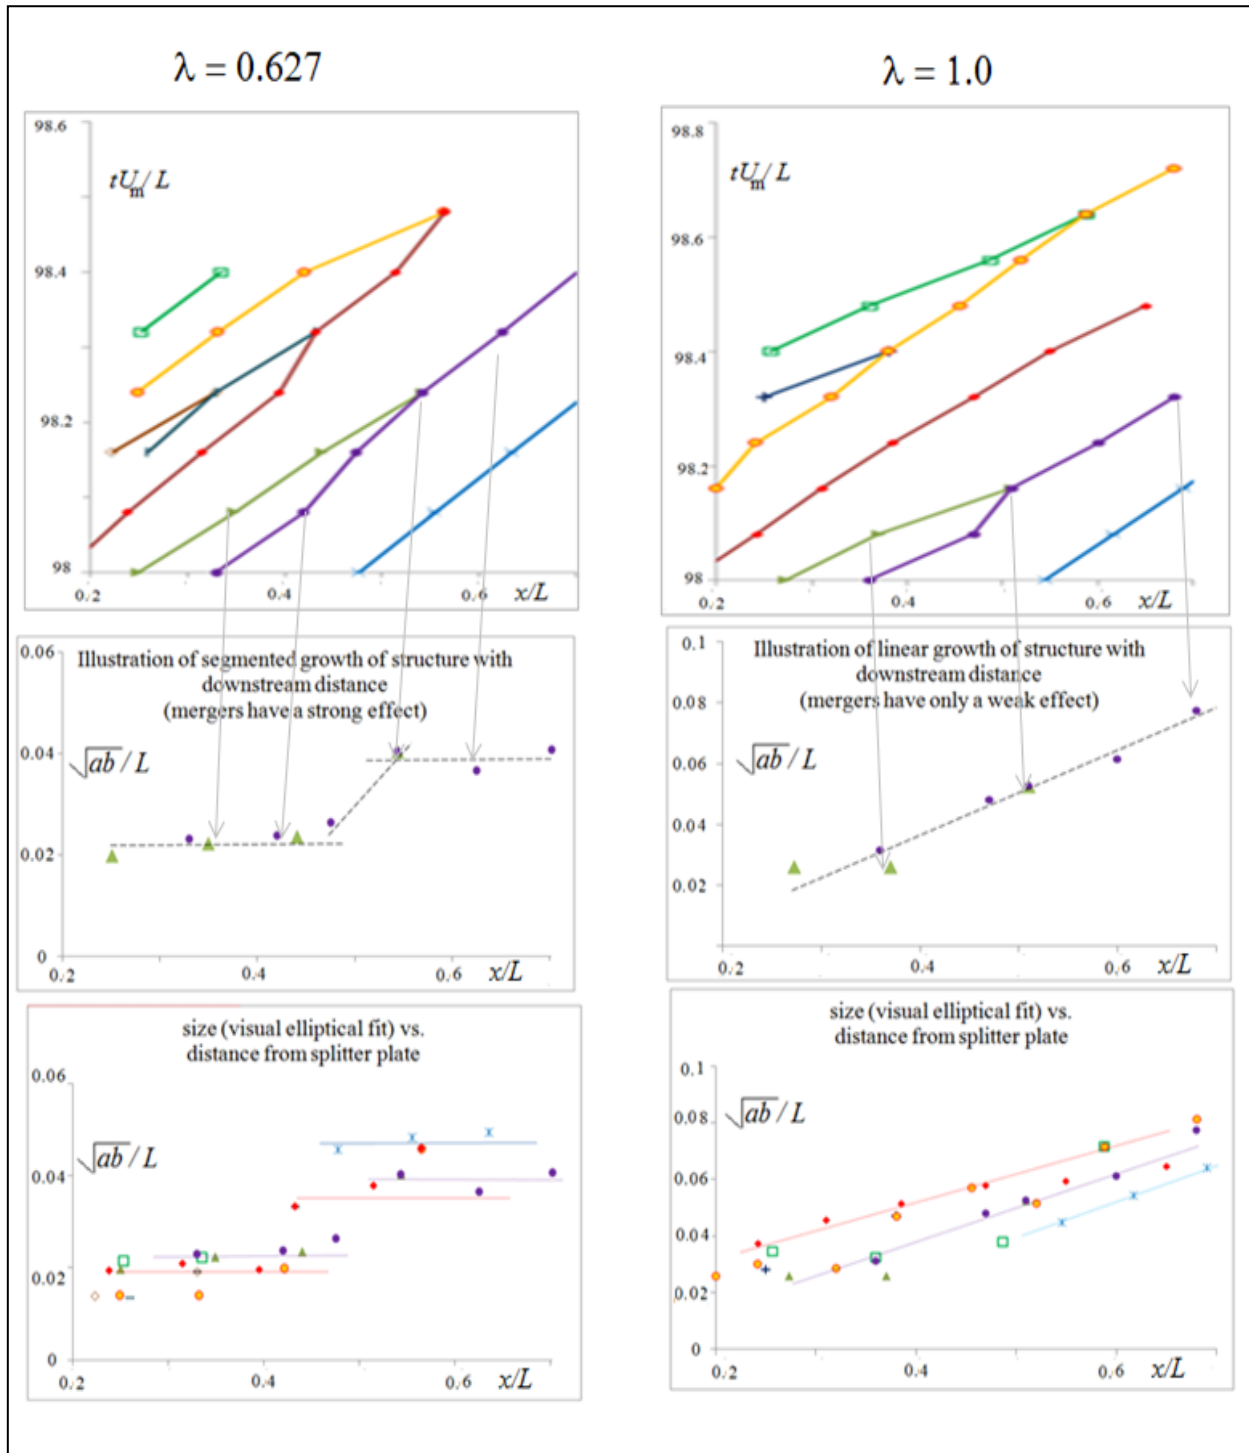 λ = 0.627
λ = 1.0
98.6
tUm/ L
98.4
98.2
98
0.2
0.4
0.6
x/L
98.8
tUm/ L
98.6
98.4
98.2
98
0.2
0.4
0.6
x/L
0.06
Illustration of segmented growth of structure with
downstream distance
(mergers have a strong effect)
0.04
√ab / L
0.02
0
0.2
0.4
0.6
x/L
0.1
Illustration of linear growth of structure with
downstream distance
(mergers have only a weak effect)
0.08
√ab / L
0.06
0.04
0.02
0.2
0.4
0.6
x/L
size (visual elliptical fit) vs.
distance from splitter plate
0.06
√ab / L
0.04
0.02
0
0.2
0.4
0.6
x/L
size (visual elliptical fit) vs.
distance from splitter plate
0.1
√ab / L
0.08
0.06
0.04
0.02
0
0.2
0.4
0.6
x/L